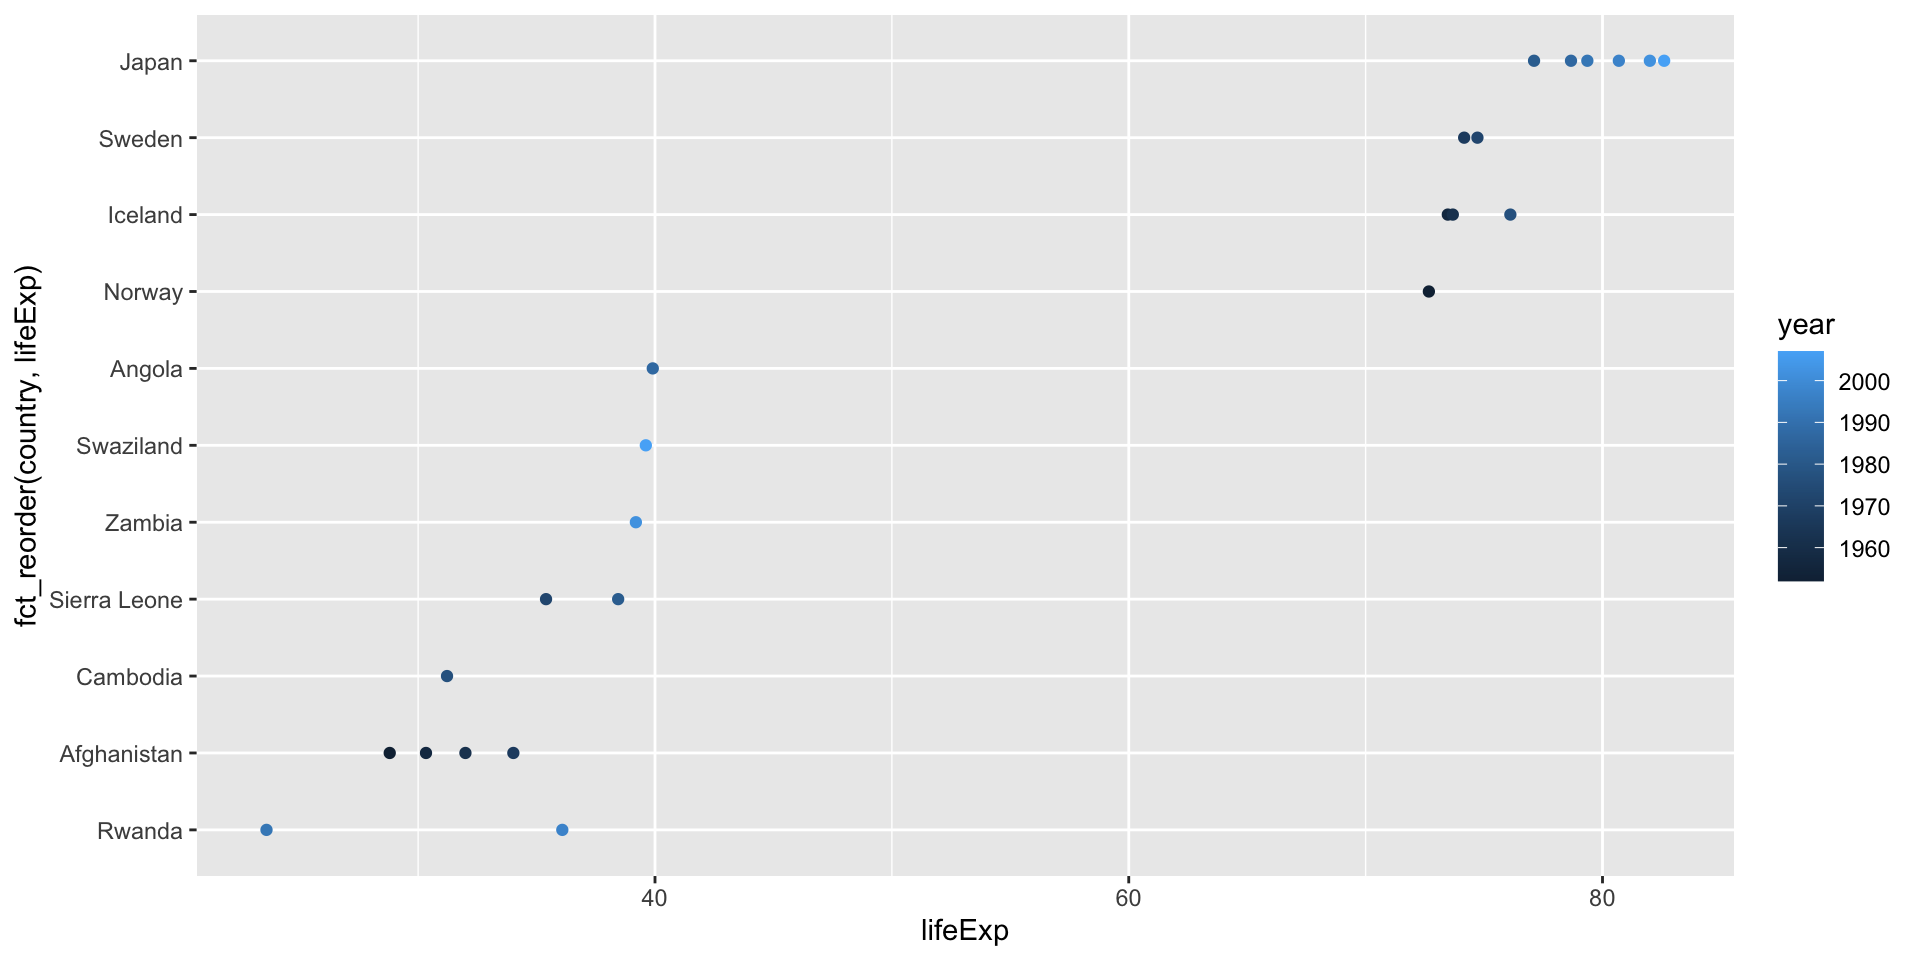 fct_reorder(country, lifeExp)
Japan
Sweden
Iceland
Norway
Angola
Swaziland
Zambia
Sierra Leone
Cambodia
Afghanistan
Rwanda
40
60
80
lifeExp
year
2000
1990
1980
1970
1960